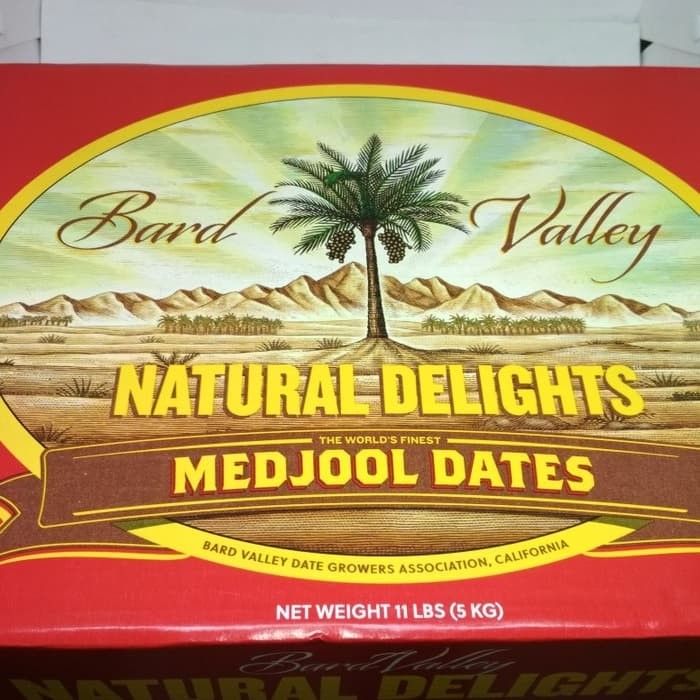 Bard Valley
NATURAL DELIGHTS
THE WORLD'S FINEST
MEDJOOL DATES
BARD VALLEY DATE GROWERS ASSOCIATION, CALIFORNIA
NET WEIGHT 11 LBS (5 KG)
Bard Valley
NATURAL DELIGHTS